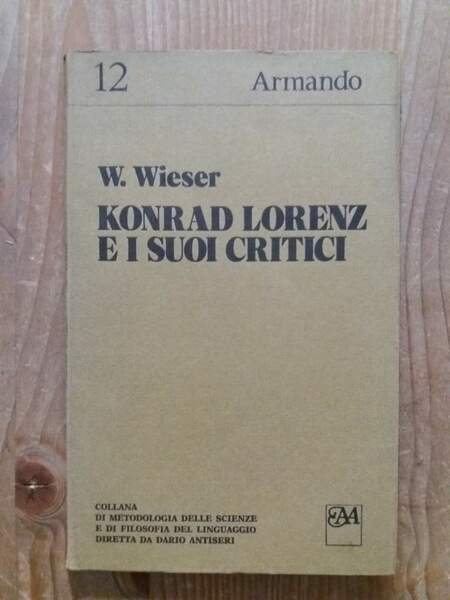 12 Armando
W. Wieser
KONRAD LORENZ
E I SUOI CRITICI
COLLANA
DI METODOLOGIA DELLE SCIENZE
E DI FILOSOFIA DEL LINGUAGGIO
DIRETTA DA DARIO ANTISERI